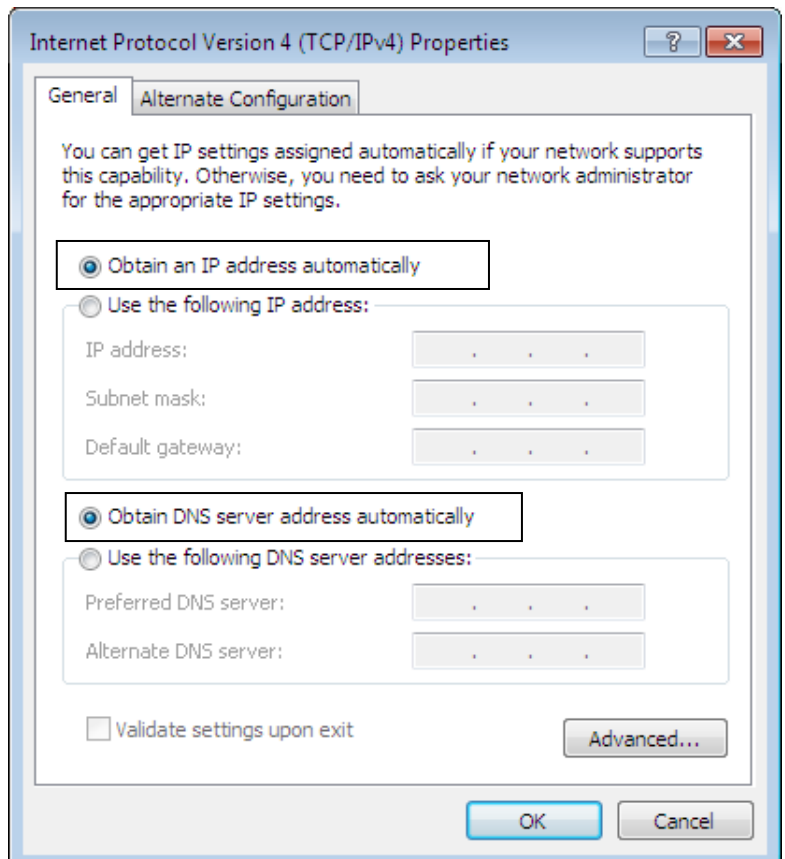 Internet Protocol Version 4 (TCP/IPv4) Properties
?
General
Alternate Configuration
You can get IP settings assigned automatically if your network supports
this capability. Otherwise, you need to ask your network administrator
for the appropriate IP settings.
Obtain an IP address automatically
Use the following IP address:
IP address:
Subnet mask:
Default gateway:
Obtain DNS server address automatically
Use the following DNS server addresses:
Preferred DNS server:
Alternate DNS server:
Validate settings upon exit
Advanced...
OK
Cancel